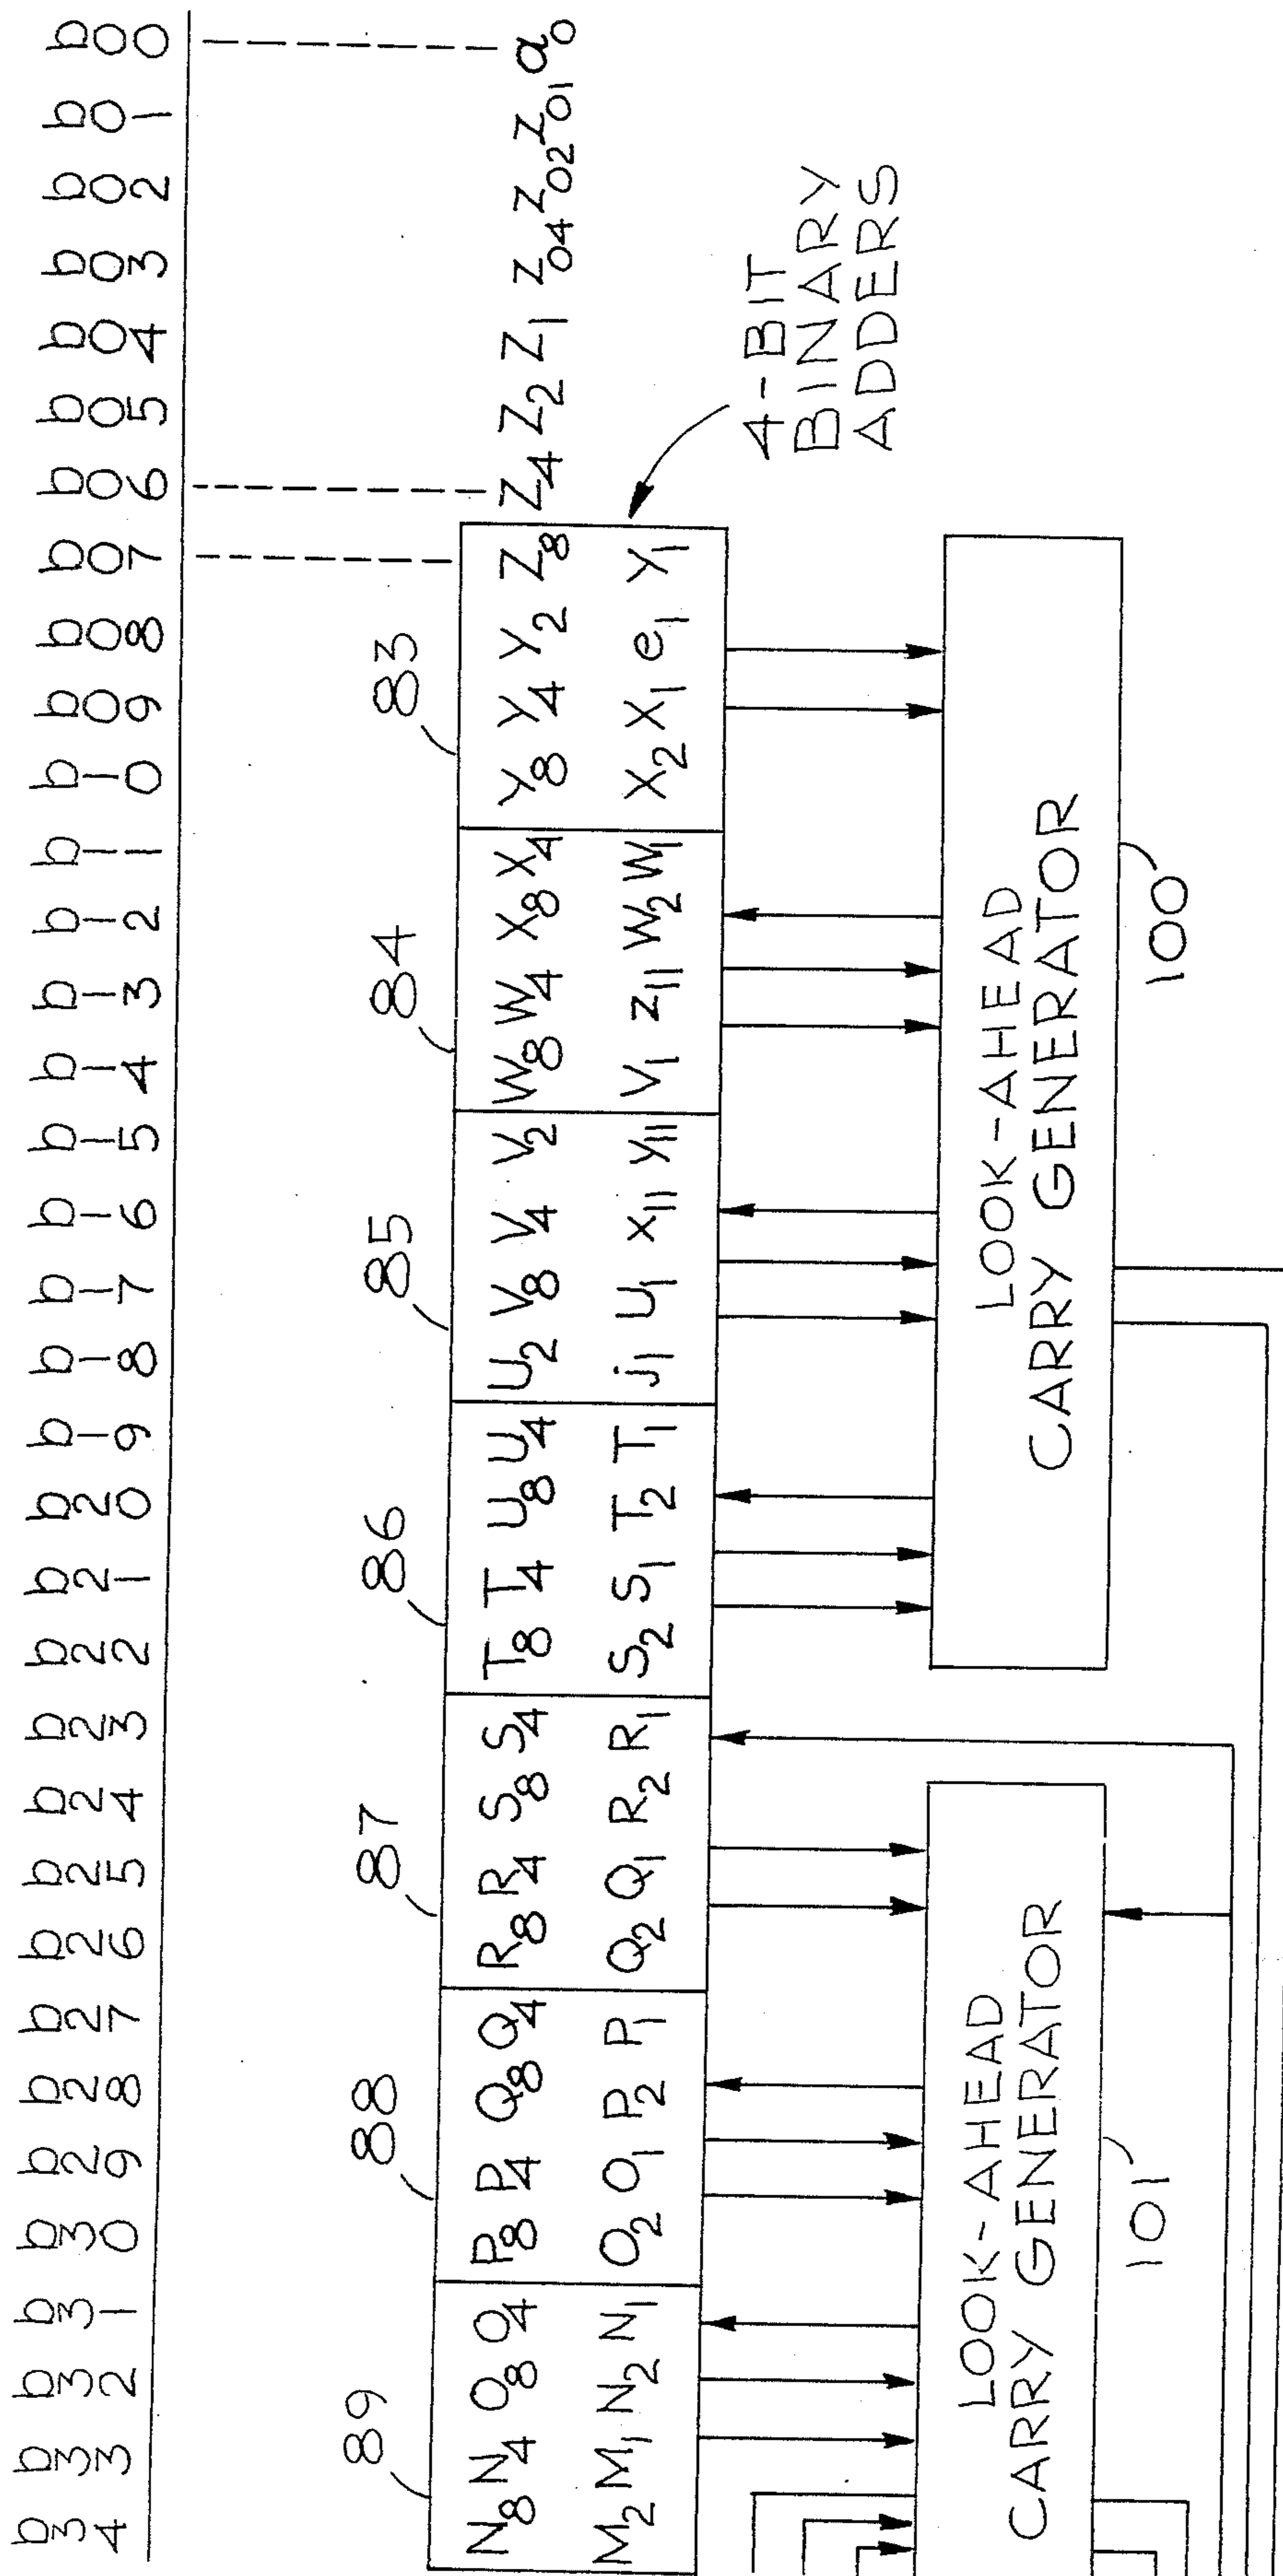 b34 b33 b32 b31 b30 b29 b28 b27 b26 b25 b24 b23 b22 b21 b20 b19 b18 b17 b16 b15 b14 b13 b12 b11 b10 b09 b08 b07 b06 b05 b04 b03 b02 b01 b00
89 88 87 86 85 84 83
N8 N4 O8 O4 P8 P4 Q8 Q4 R8 R4 S8 S4 T8 T4 U8 U4 U2 V8 V4 V2 W8 W4 X8 X4 Y8 Y4 Y2 Z8 Z4 Z2 Z1 z04 z02 z01 a0
M2 M1 N2 N1 O2 O1 P2 P1 Q2 Q1 R2 R1 S2 S1 T2 T1 j1 U1 x11 y11 V1 z11 W2 W1 X2 X1 e1 Y1
4-BIT
BINARY
ADDERS
LOOK-AHEAD
CARRY GENERATOR
101
LOOK-AHEAD
CARRY GENERATOR
100